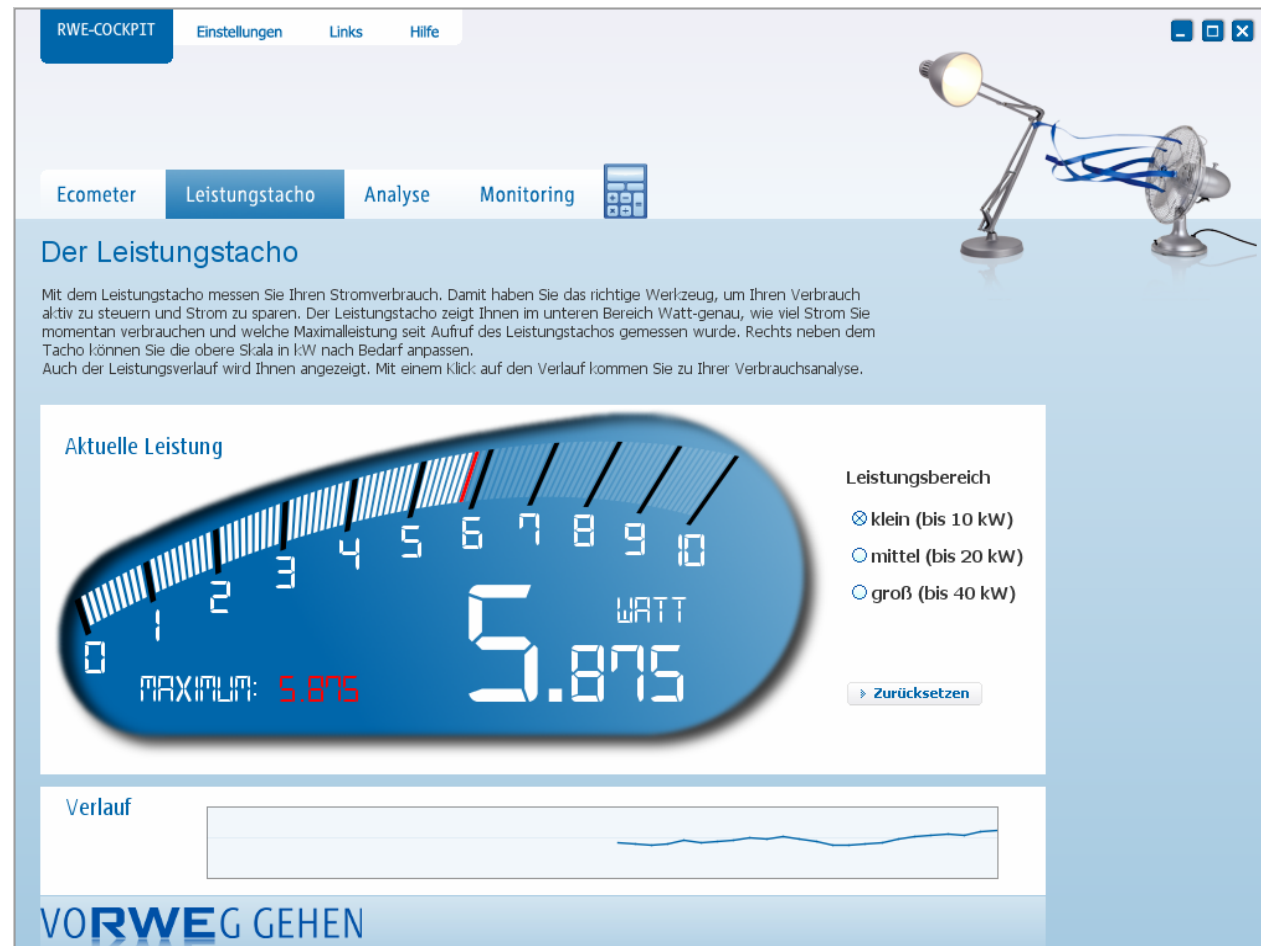 RWE-COCKPIT
Einstellungen
Links
Hilfe
Ecometer
Leistungstacho
Analyse
Monitoring
Der Leistungstacho
Mit dem Leistungstacho messen Sie Ihren Stromverbrauch. Damit haben Sie das richtige Werkzeug, um Ihren Verbrauch
aktiv zu steuern und Strom zu sparen. Der Leistungstacho zeigt Ihnen im unteren Bereich Watt-genau, wie viel Strom Sie
momentan verbrauchen und welche Maximalleistung seit Aufruf des Leistungstachos gemessen wurde. Rechts neben dem
Tacho können Sie die obere Skala in kW nach Bedarf anpassen.
Auch der Leistungsverlauf wird Ihnen angezeigt. Mit einem Klick auf den Verlauf kommen Sie zu Ihrer Verbrauchsanalyse.
Aktuelle Leistung
0 1 2 3 4 5 6 7 8 9 10
WATT
5.875
MAXIMUM: 5.875
Leistungsbereich
klein (bis 10 kW)
mittel (bis 20 kW)
groß (bis 40 kW)
Zurücksetzen
Verlauf
VORWEG GEHEN